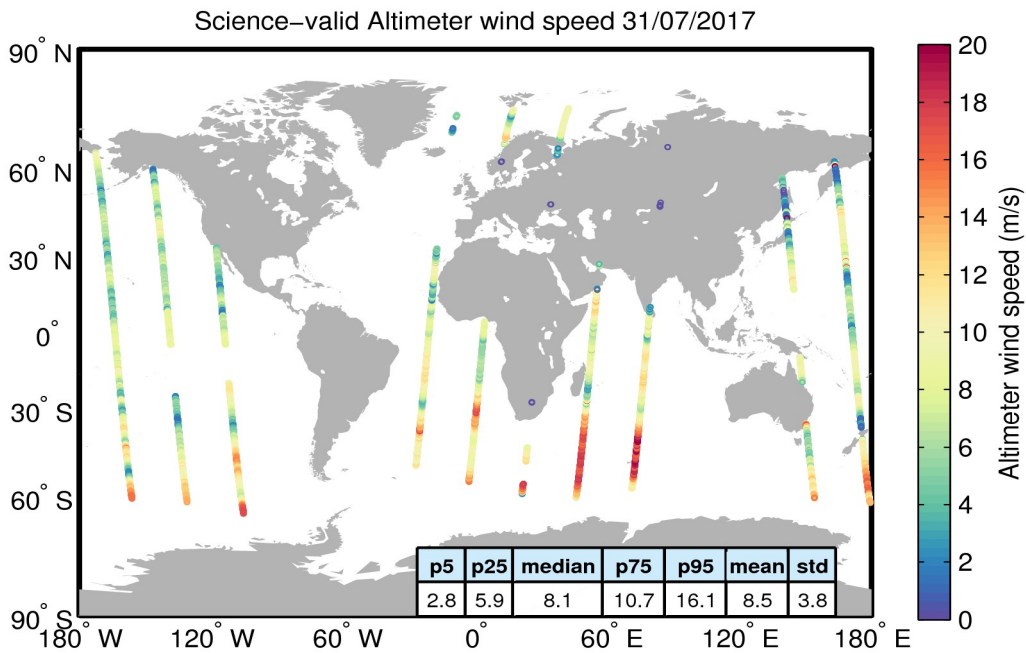 Science−valid Altimeter wind speed 31/07/2017
90° N
60° N
30° N
0°
30° S
60° S
90° S
180° W
120° W
60° W
0°
60° E
120° E
180° E
p5 p25 median p75 p95 mean std
2.8 5.9 8.1 10.7 16.1 8.5 3.8
20
18
16
14
12
10
8
6
4
2
0
Altimeter wind speed (m/s)